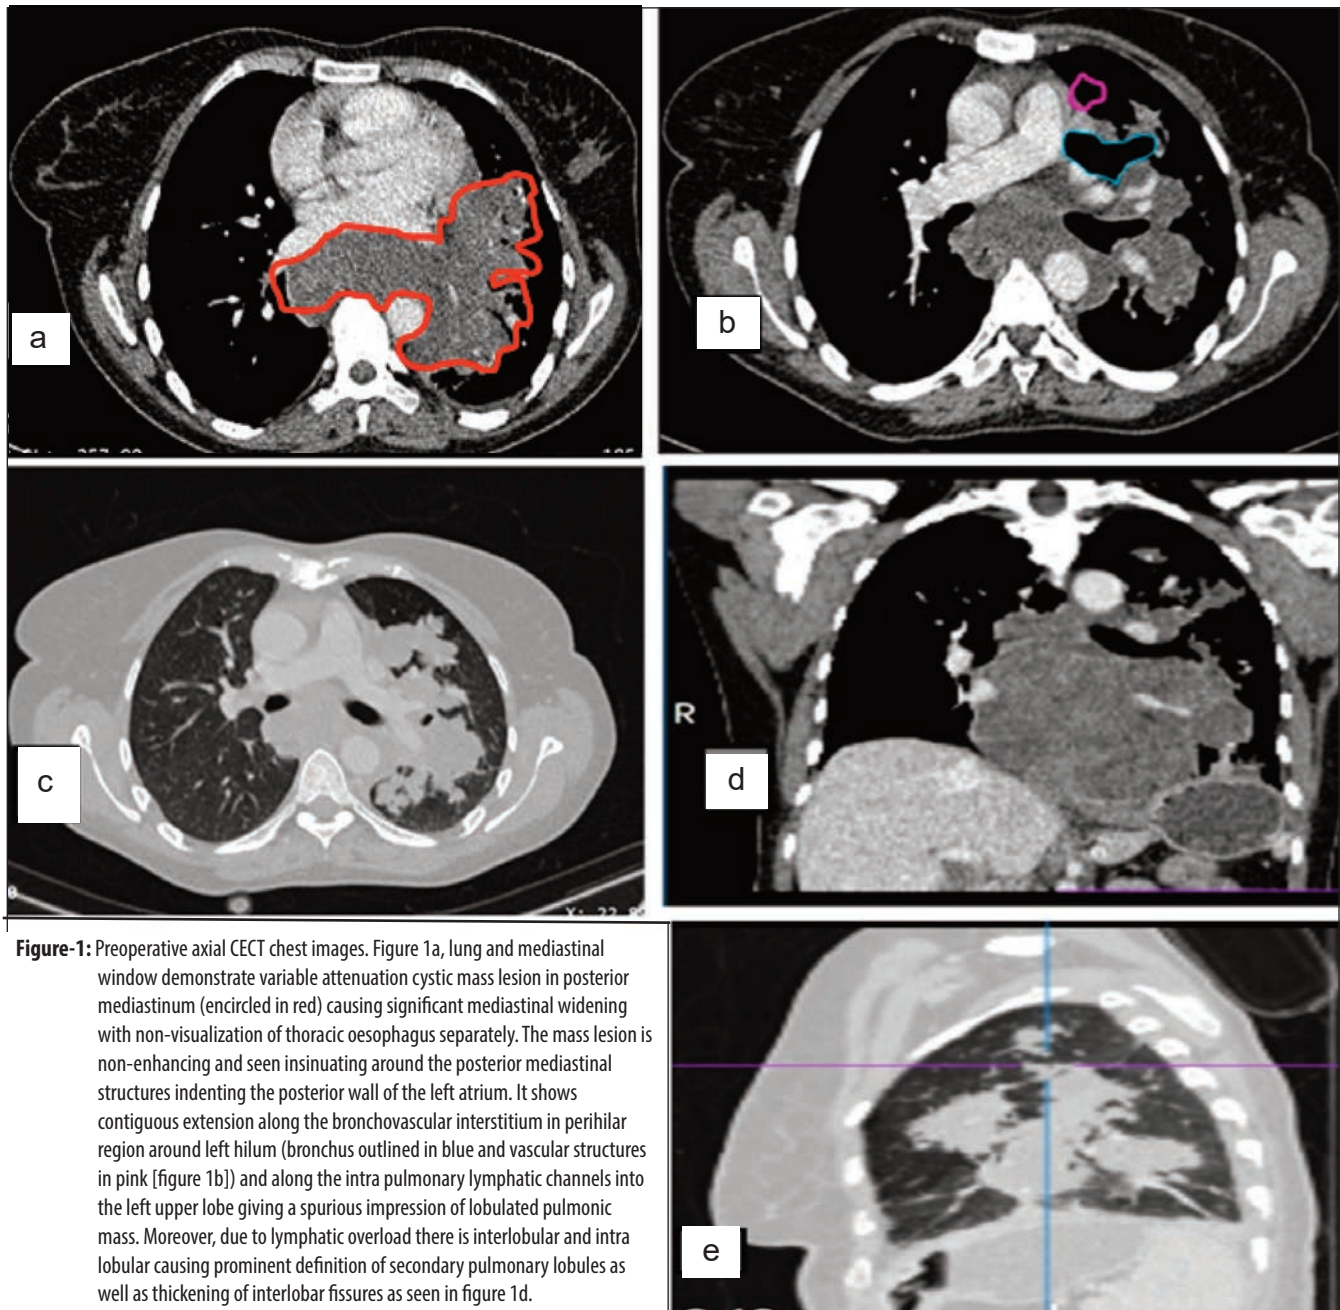 a
b
c
R
d
Figure-1: Preoperative axial CECT chest images. Figure 1a, lung and mediastinal
window demonstrate variable attenuation cystic mass lesion in posterior
mediastinum (encircled in red) causing significant mediastinal widening
with non-visualization of thoracic oesophagus separately. The mass lesion is
non-enhancing and seen insinuating around the posterior mediastinal
structures indenting the posterior wall of the left atrium. It shows
contiguous extension along the bronchovascular interstitium in perihilar
region around left hilum (bronchus outlined in blue and vascular structures
in pink [figure 1b]) and along the intra pulmonary lymphatic channels into
the left upper lobe giving a spurious impression of lobulated pulmonic
mass. Moreover, due to lymphatic overload there is interlobular and intra
lobular causing prominent definition of secondary pulmonary lobules as
well as thickening of interlobar fissures as seen in figure 1d.
e